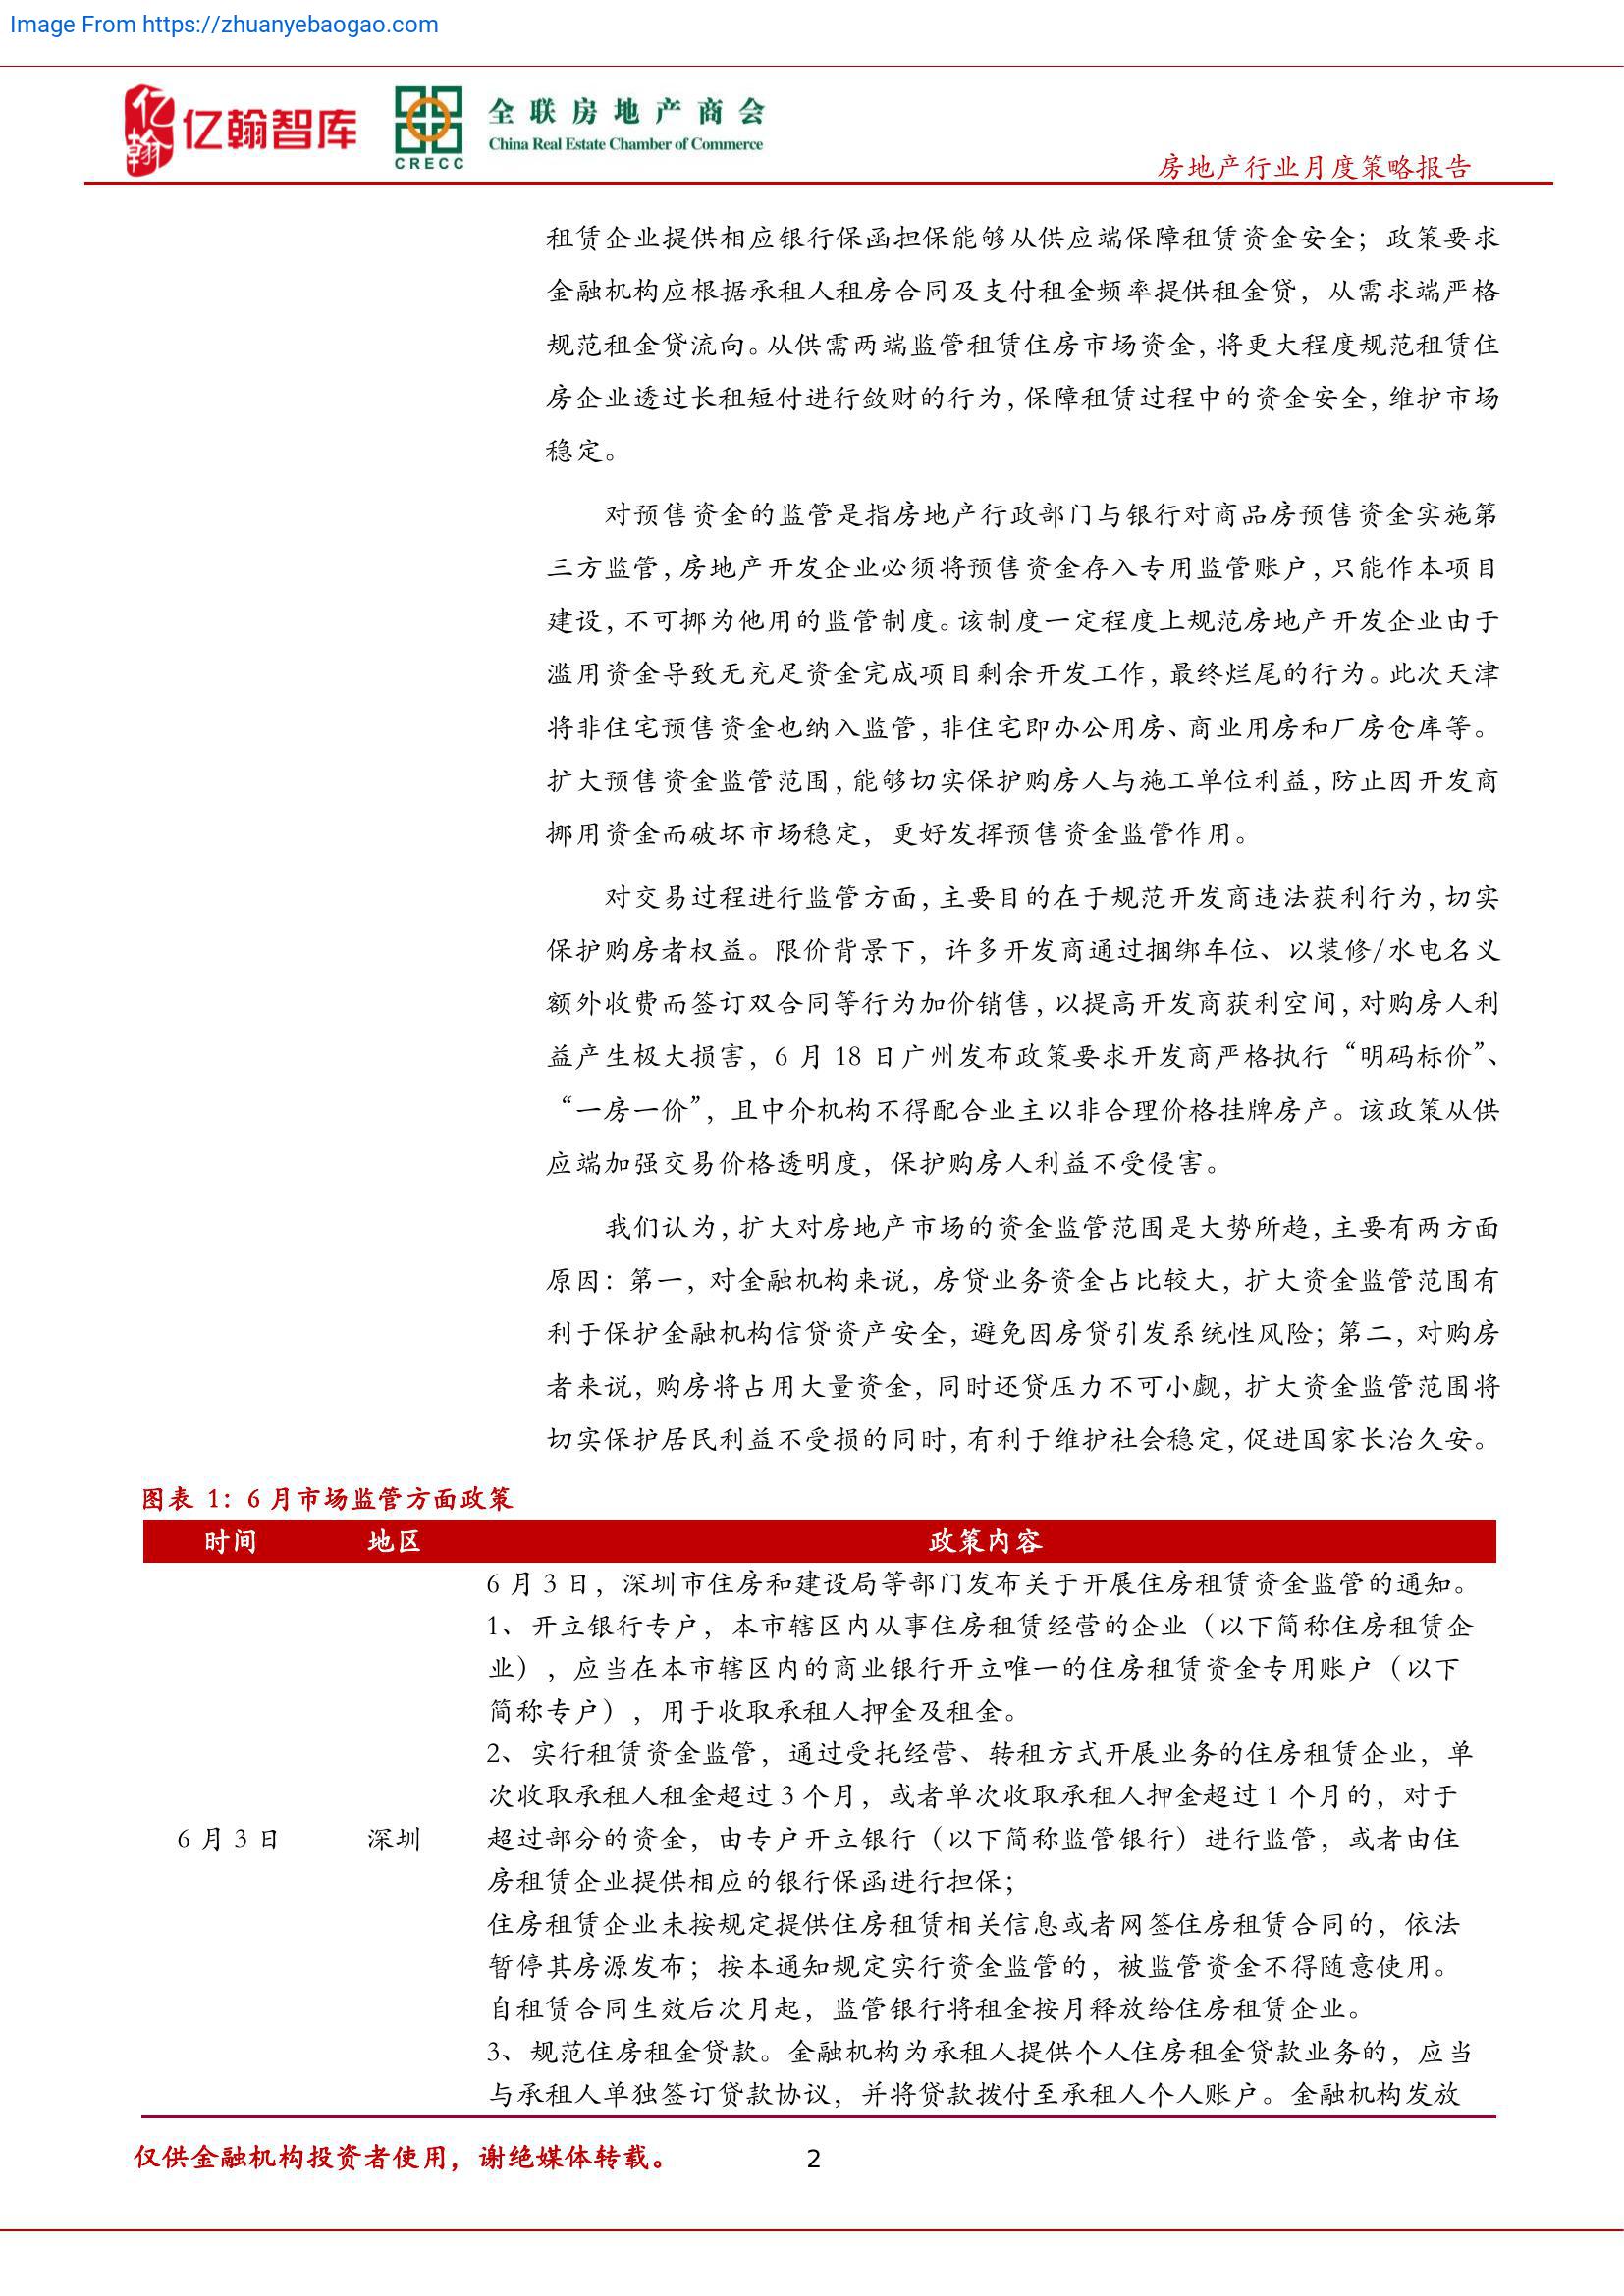 Image From https://zhuanyebaogao.com
亿翰
亿翰智库
CRECC
全联房地产商会
China Real Estate Chamber of Commerce
房地产行业月度策略报告
租赁企业提供相应银行保函担保能够从供应端保障租赁资金安全；政策要求
金融机构应根据承租人租房合同及支付租金频率提供租金贷，从需求端严格
规范租金贷流向。从供需两端监管租赁住房市场资金，将更大程度规范租赁住
房企业透过长租短付进行敛财的行为，保障租赁过程中的资金安全，维护市场
稳定。
对预售资金的监管是指房地产行政部门与银行对商品房预售资金实施第
三方监管，房地产开发企业必须将预售资金存入专用监管账户，只能作本项目
建设，不可挪为他用的监管制度。该制度一定程度上规范房地产开发企业由于
滥用资金导致无充足资金完成项目剩余开发工作，最终烂尾的行为。此次天津
将非住宅预售资金也纳入监管，非住宅即办公用房、商业用房和厂房仓库等。
扩大预售资金监管范围，能够切实保护购房人与施工单位利益，防止因开发商
挪用资金而破坏市场稳定，更好发挥预售资金监管作用。
对交易过程进行监管方面，主要目的在于规范开发商违法获利行为，切实
保护购房者权益。限价背景下，许多开发商通过捆绑车位、以装修/水电名义
额外收费而签订双合同等行为加价销售，以提高开发商获利空间，对购房人利
益产生极大损害，6 月 18 日广州发布政策要求开发商严格执行“明码标价”、
“一房一价”，且中介机构不得配合业主以非合理价格挂牌房产。该政策从供
应端加强交易价格透明度，保护购房人利益不受侵害。
我们认为，扩大对房地产市场的资金监管范围是大势所趋，主要有两方面
原因：第一，对金融机构来说，房贷业务资金占比较大，扩大资金监管范围有
利于保护金融机构信贷资产安全，避免因房贷引发系统性风险；第二，对购房
者来说，购房将占用大量资金，同时还贷压力不可小觑，扩大资金监管范围将
切实保护居民利益不受损的同时，有利于维护社会稳定，促进国家长治久安。
图表 1：6 月市场监管方面政策
时间 地区 政策内容
6 月 3 日，深圳市住房和建设局等部门发布关于开展住房租赁资金监管的通知。
1、开立银行专户，本市辖区内从事住房租赁经营的企业（以下简称住房租赁企
业），应当在本市辖区内的商业银行开立唯一的住房租赁资金专用账户（以下
简称专户），用于收取承租人押金及租金。
2、实行租赁资金监管，通过受托经营、转租方式开展业务的住房租赁企业，单
次收取承租人租金超过 3 个月，或者单次收取承租人押金超过 1 个月的，对于
6 月 3 日 深圳 超过部分的资金，由专户开立银行（以下简称监管银行）进行监管，或者由住
房租赁企业提供相应的银行保函进行担保；
住房租赁企业未按规定提供住房租赁相关信息或者网签住房租赁合同的，依法
暂停其房源发布；按本通知规定实行资金监管的，被监管资金不得随意使用。
自租赁合同生效后次月起，监管银行将租金按月释放给住房租赁企业。
3、规范住房租金贷款。金融机构为承租人提供个人住房租金贷款业务的，应当
与承租人单独签订贷款协议，并将贷款拨付至承租人个人账户。金融机构发放
仅供金融机构投资者使用，谢绝媒体转载。
2